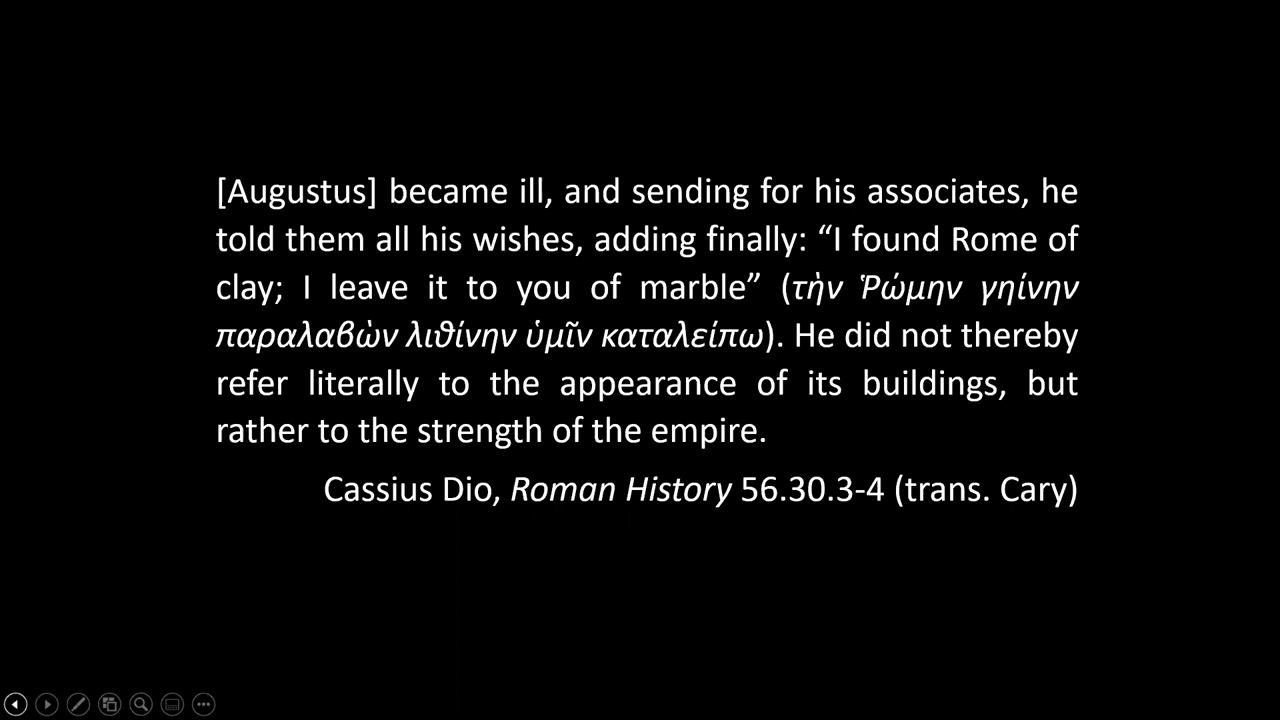 [Augustus] became ill, and sending for his associates, he
told them all his wishes, adding finally: “I found Rome of
clay; I leave it to you of marble” (τὴν Ῥώμην γηίνην
παραλαβὼν λιθίνην ὑμῖν καταλείπω). He did not thereby
refer literally to the appearance of its buildings, but
rather to the strength of the empire.
Cassius Dio, Roman History 56.30.3-4 (trans. Cary)